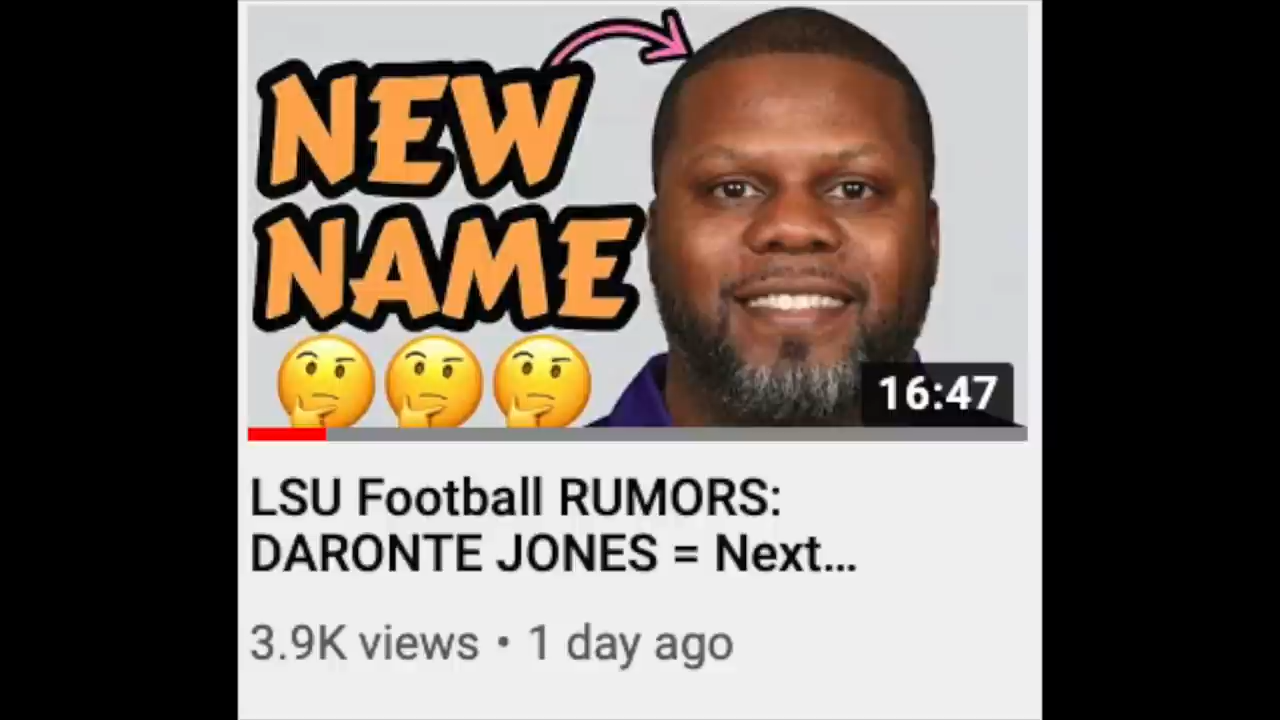 NEW
NAME
16:47
LSU Football RUMORS:
DARONTE JONES = Next...
3.9K views • 1 day ago